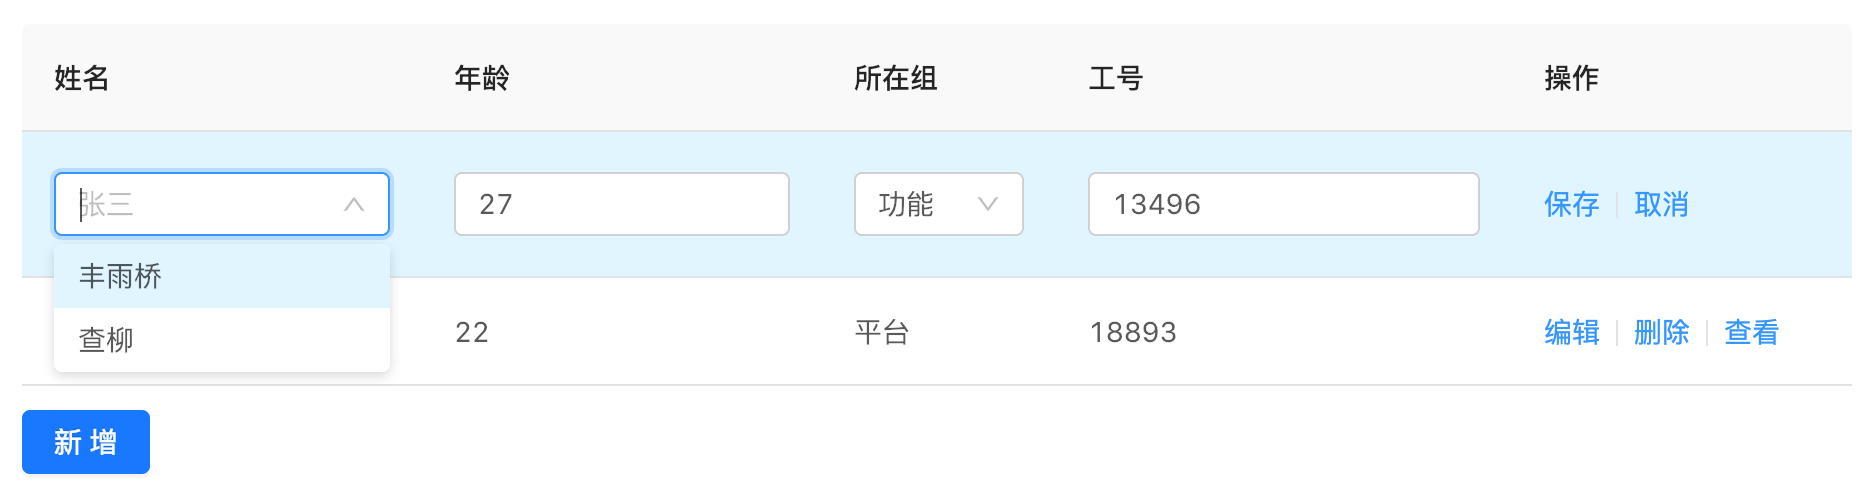 姓名 年龄 所在组 工号 操作
张三 27 功能 13496 保存 取消
丰雨桥
查柳
22 平台 18893 编辑 删除 查看
新增